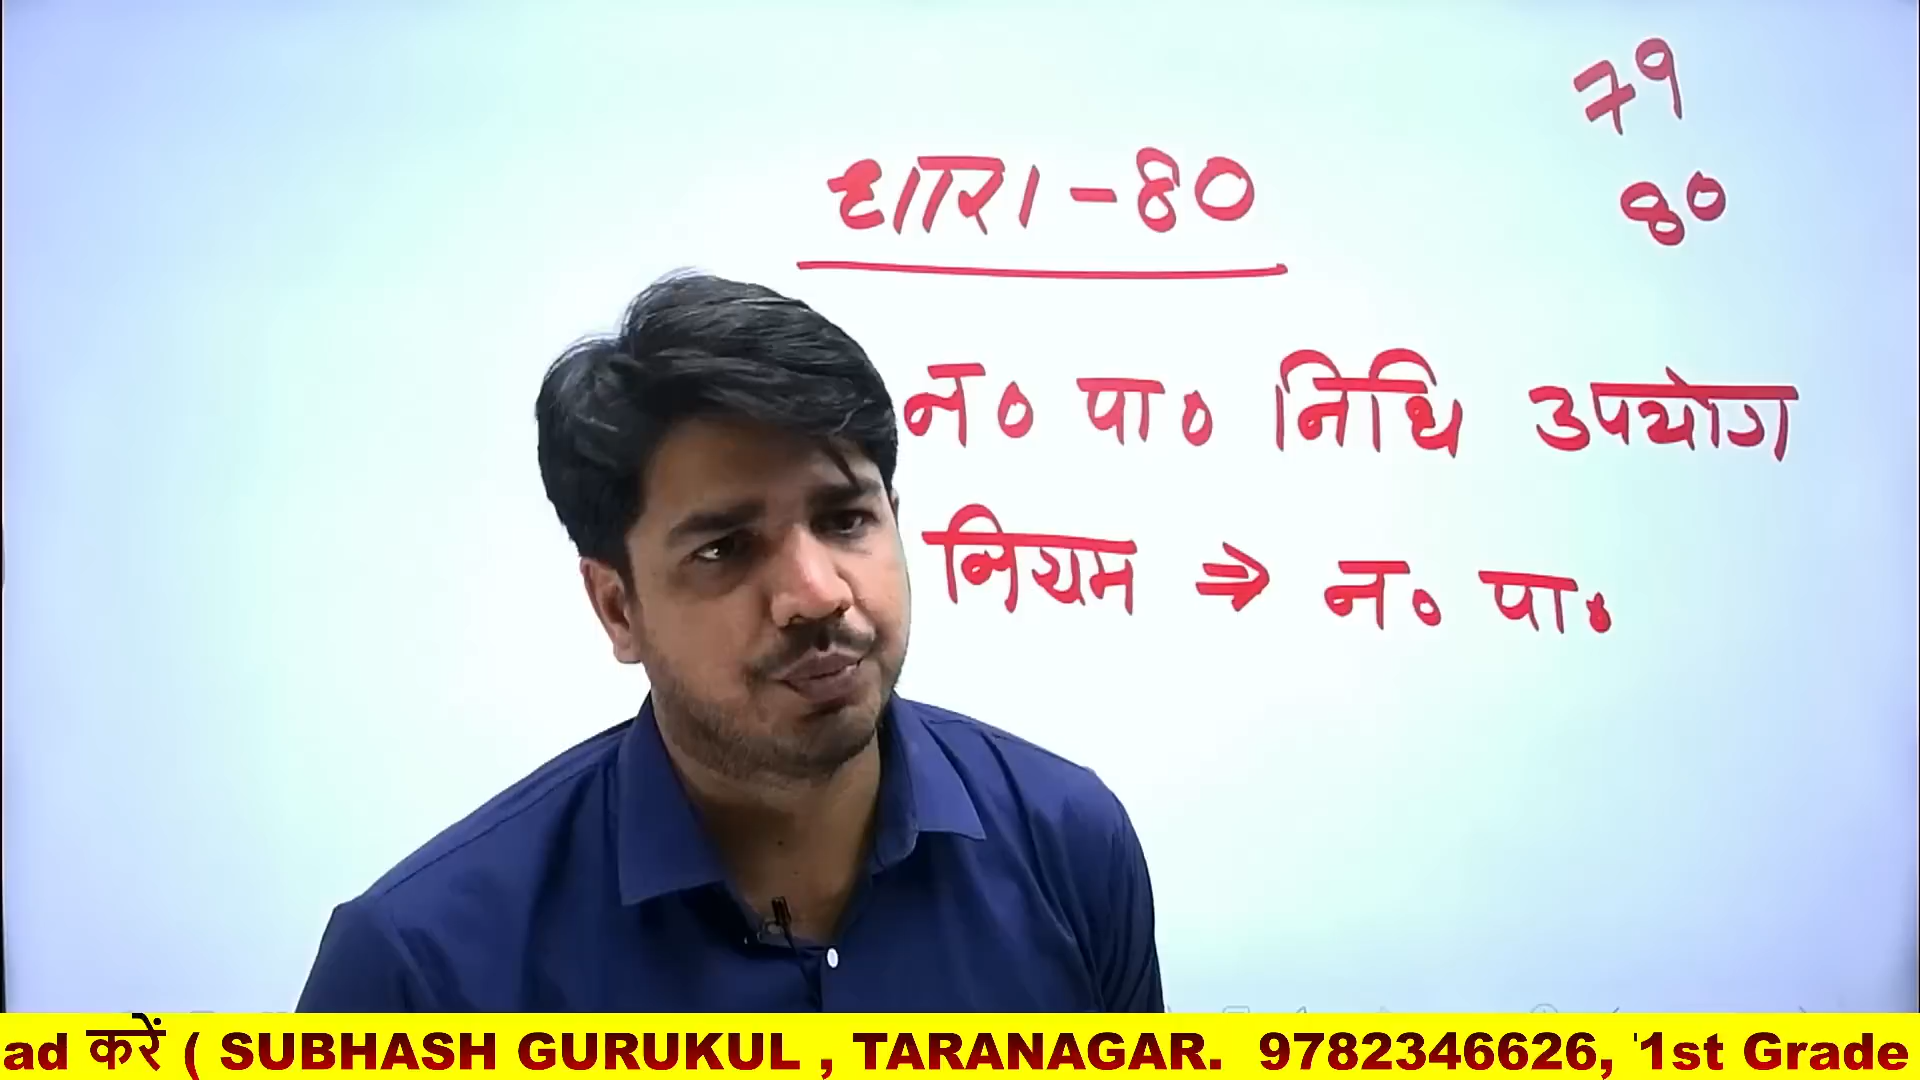 79
80
धारा-80
न० पा० निधि उपयोग
नियम ⇒ न० पा०
ad करें ( SUBHASH GURUKUL , TARANAGAR. 9782346626, 1st Grade